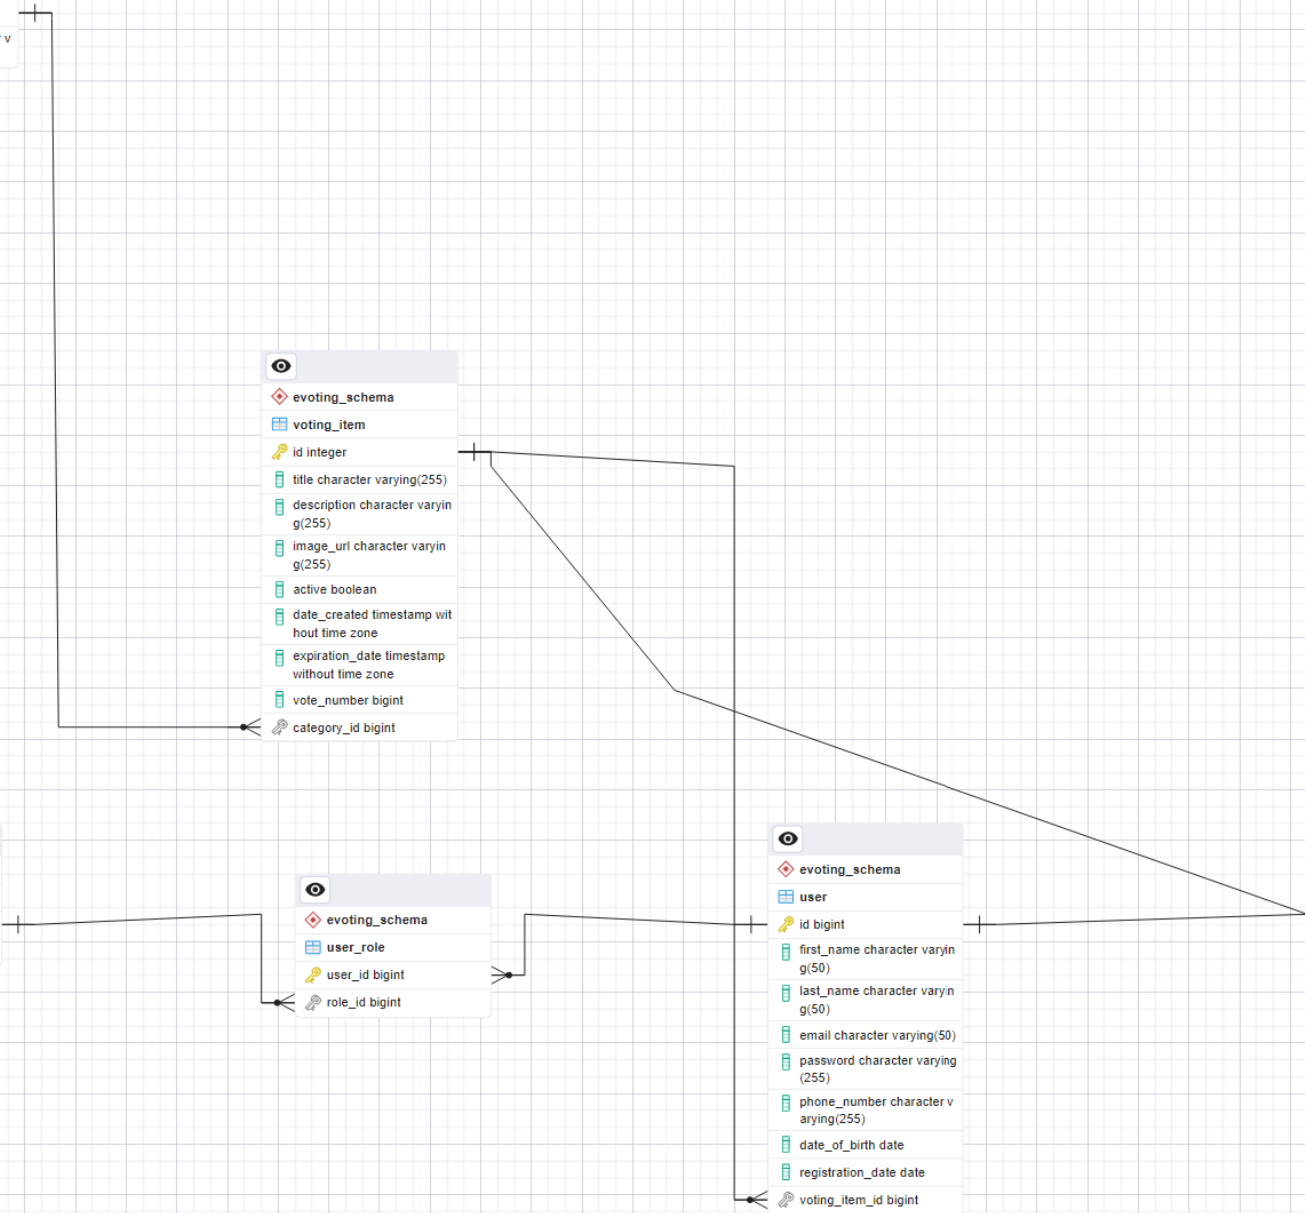 v
evoting_schema
voting_item
id integer
title character varying(255)
description character varyin
g(255)
image_url character varyin
g(255)
active boolean
date_created timestamp wit
hout time zone
expiration_date timestamp
without time zone
vote_number bigint
category_id bigint
evoting_schema
user_role
user_id bigint
role_id bigint
evoting_schema
user
id bigint
first_name character varyin
g(50)
last_name character varyin
g(50)
email character varying(50)
password character varying
(255)
phone_number character v
arying(255)
date_of_birth date
registration_date date
voting_item_id bigint